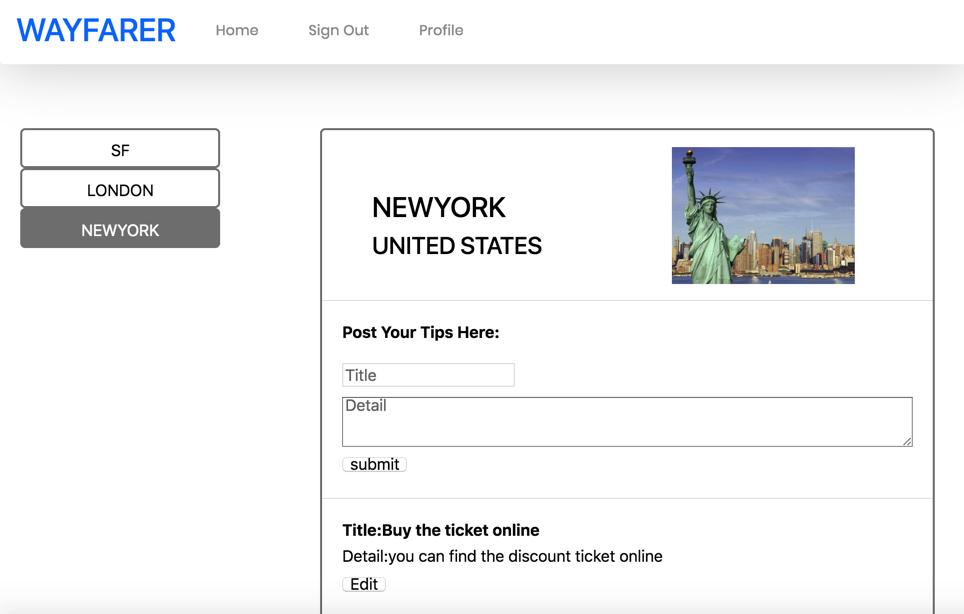 WAYFARER Home Sign Out Profile
SF
LONDON
NEWYORK
NEWYORK
UNITED STATES
Post Your Tips Here:
Title
Detail
submit
Title:Buy the ticket online
Detail:you can find the discount ticket online
Edit